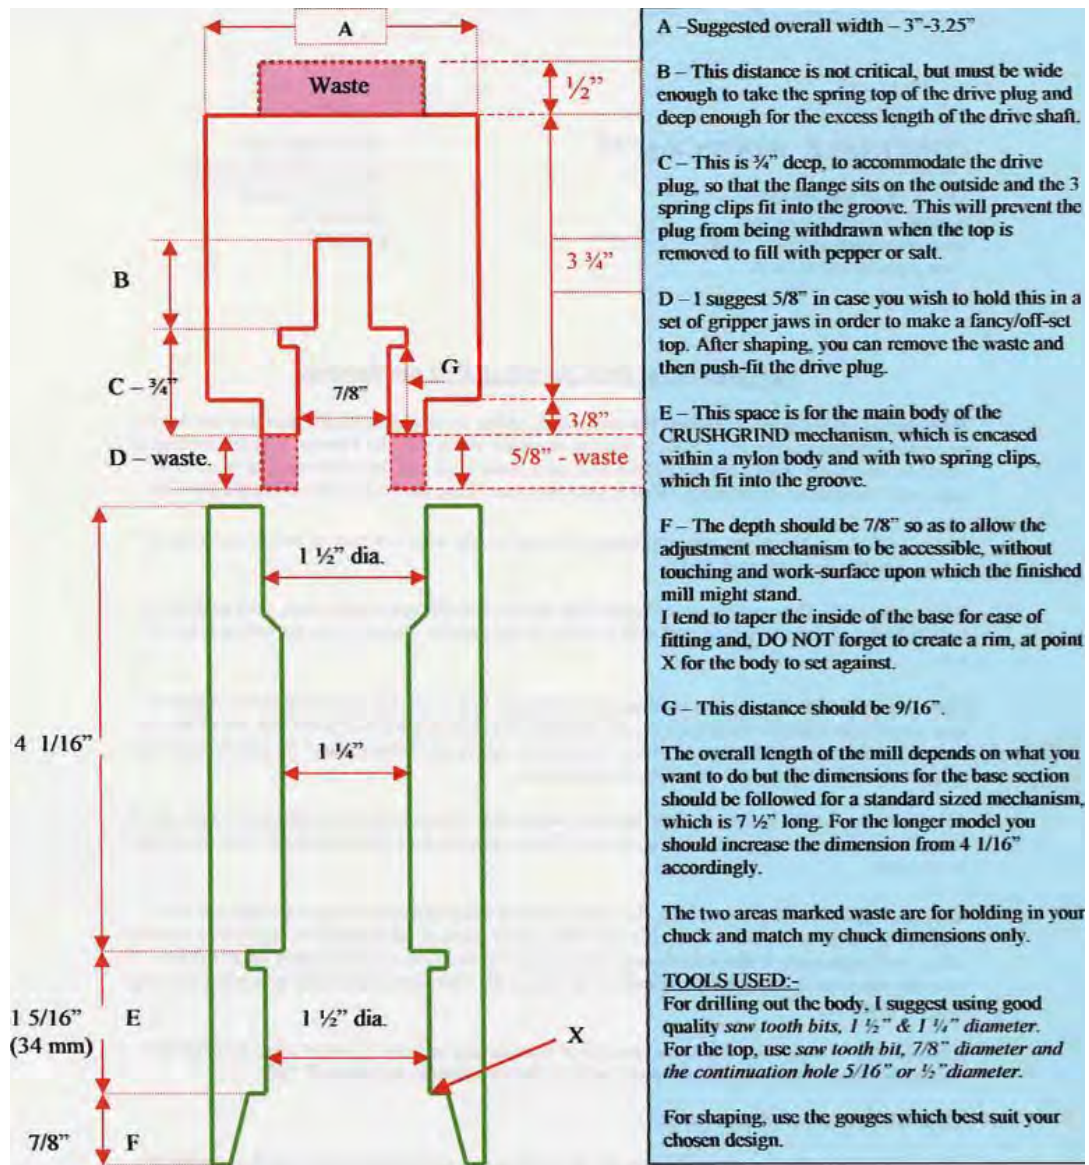 A
Waste
½”
B
3 ¾”
G
C – ¾”
7/8”
3/8”
D – waste.
5/8” - waste
1 ½” dia.
4 1/16”
1 ¼”
1 5/16”
(34 mm)
E
1 ½” dia.
X
7/8”
F
A –Suggested overall width – 3”-3.25”
B – This distance is not critical, but must be wide
enough to take the spring top of the drive plug and
deep enough for the excess length of the drive shaft.
C – This is ¾” deep, to accommodate the drive
plug, so that the flange sits on the outside and the 3
spring clips fit into the groove. This will prevent the
plug from being withdrawn when the top is
removed to fill with pepper or salt.
D – I suggest 5/8” in case you wish to hold this in a
set of gripper jaws in order to make a fancy/off-set
top. After shaping, you can remove the waste and
then push-fit the drive plug.
E – This space is for the main body of the
CRUSHGRIND mechanism, which is encased
within a nylon body and with two spring clips,
which fit into the groove.
F – The depth should be 7/8” so as to allow the
adjustment mechanism to be accessible, without
touching and work-surface upon which the finished
mill might stand.
I tend to taper the inside of the base for ease of
fitting and, DO NOT forget to create a rim, at point
X for the body to set against.
G – This distance should be 9/16”.
The overall length of the mill depends on what you
want to do but the dimensions for the base section
should be followed for a standard sized mechanism,
which is 7 ½” long. For the longer model you
should increase the dimension from 4 1/16”
accordingly.
The two areas marked waste are for holding in your
chuck and match my chuck dimensions only.
TOOLS USED:-
For drilling out the body, I suggest using good
quality saw tooth bits, 1 ½” & 1 ¼” diameter.
For the top, use saw tooth bit, 7/8” diameter and
the continuation hole 5/16” or ½”diameter.
For shaping, use the gouges which best suit your
chosen design.